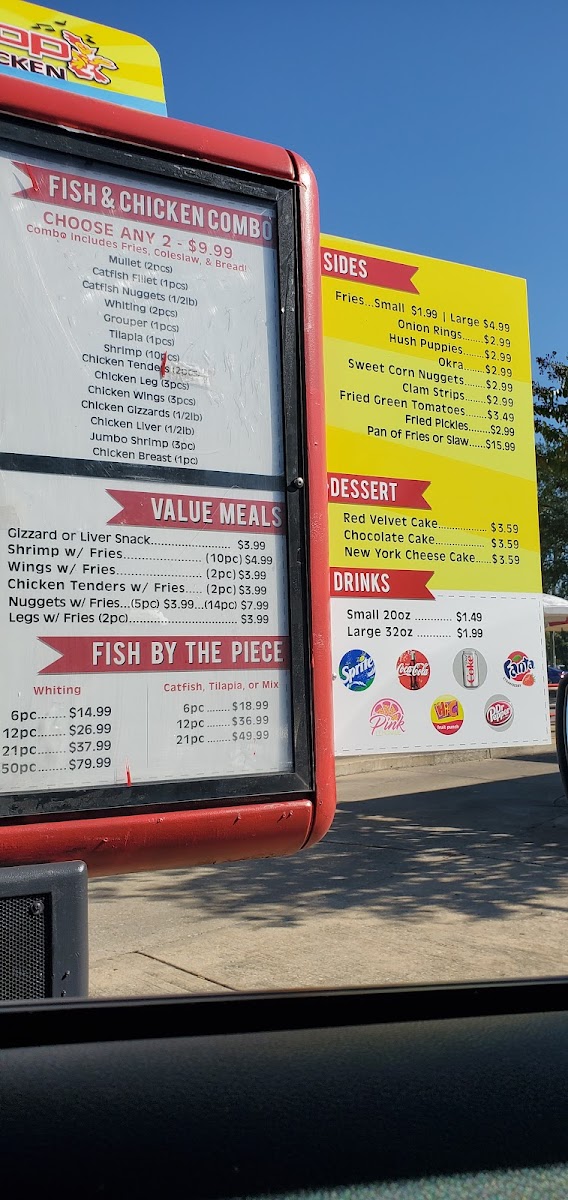 CKEN
FISH & CHICKEN COMBO
CHOOSE ANY 2 - $9.99
Combo Includes Fries, Coleslaw, & Bread!
Mullet (2pcs)
Catfish Fillet (1pcs)
Catfish Nuggets (1/2lb)
Whiting (2pcs)
Grouper (1pcs)
Tilapia (1pcs)
Shrimp (10pcs)
Chicken Tenders (2pcs)
Chicken Leg (3pcs)
Chicken Wings (3pcs)
Chicken Gizzards (1/2lb)
Chicken Liver (1/2lb)
Jumbo Shrimp (3pc)
Chicken Breast (1pc)
VALUE MEALS
Gizzard or Liver Snack...................... $3.99
Shrimp w/ Fries...................... (10pc) $4.99
Wings w/ Fries........................ (2pc) $3.99
Chicken Tenders w/ Fries..... (2pc) $3.99
Nuggets w/ Fries...(5pc) $3.99...(14pc) $7.99
Legs w/ Fries (2pc)............................... $3.99
FISH BY THE PIECE
Whiting
6pc........ $14.99
12pc....... $26.99
21pc....... $37.99
50pc....... $79.99
Catfish, Tilapia, or Mix
6pc ....... $18.99
12pc ...... $36.99
21pc ...... $49.99
SIDES
Fries...Small $1.99 | Large $4.99
Onion Rings.......$2.99
Hush Puppies.......$2.99
Okra.......$2.99
Sweet Corn Nuggets.......$2.99
Clam Strips.......$2.99
Fried Green Tomatoes.......$3.49
Fried Pickles.......$2.99
Pan of Fries or Slaw.....$15.99
DESSERT
Red Velvet Cake................ $3.59
Chocolate Cake................ $3.59
New York Cheese Cake.....$3.59
DRINKS
Small 20oz ............ $1.49
Large 32oz ........... $1.99
Sprite
Coca-Cola
Coke
Fanta
Pink
fruit punch
Dr Pepper